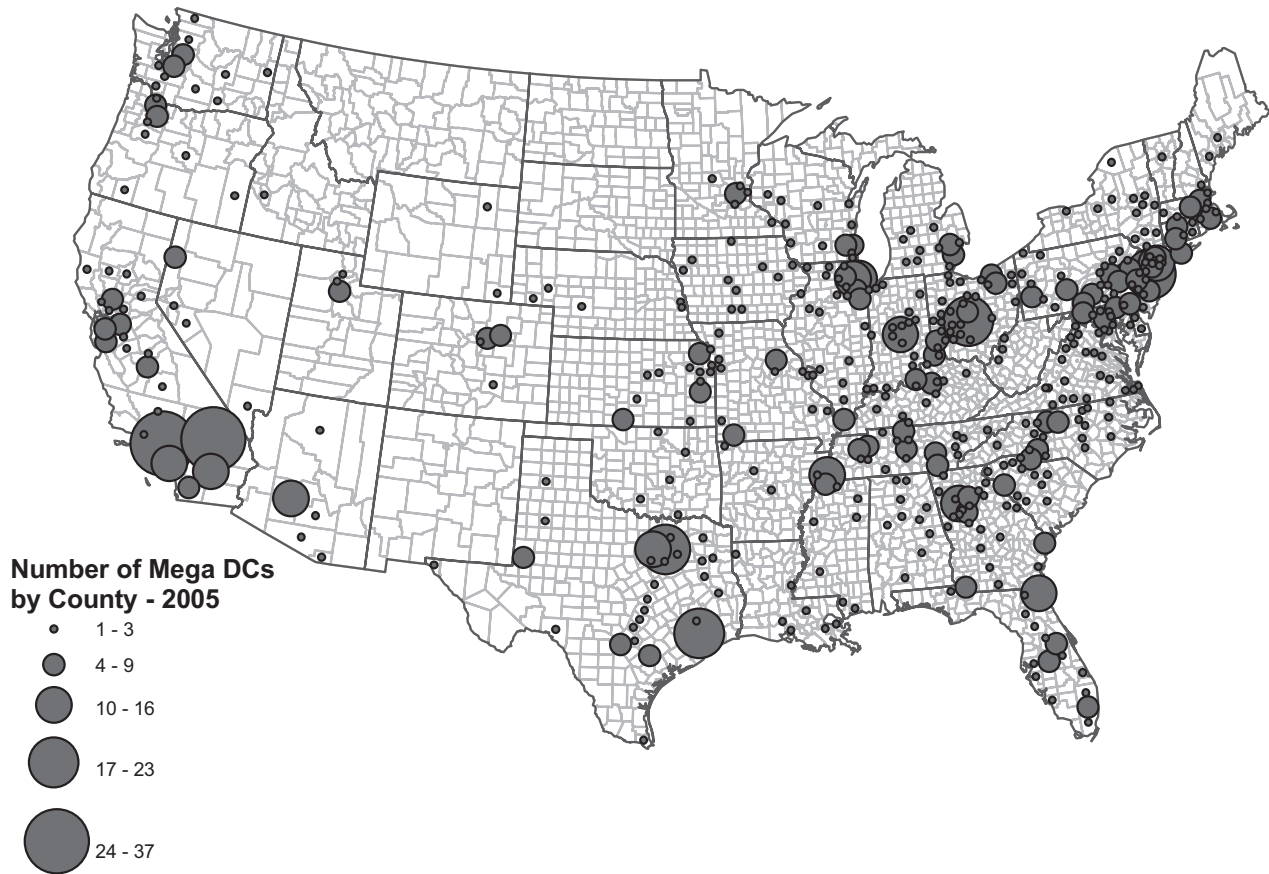 Number of Mega DCs
by County - 2005
1 - 3
4 - 9
10 - 16
17 - 23
24 - 37